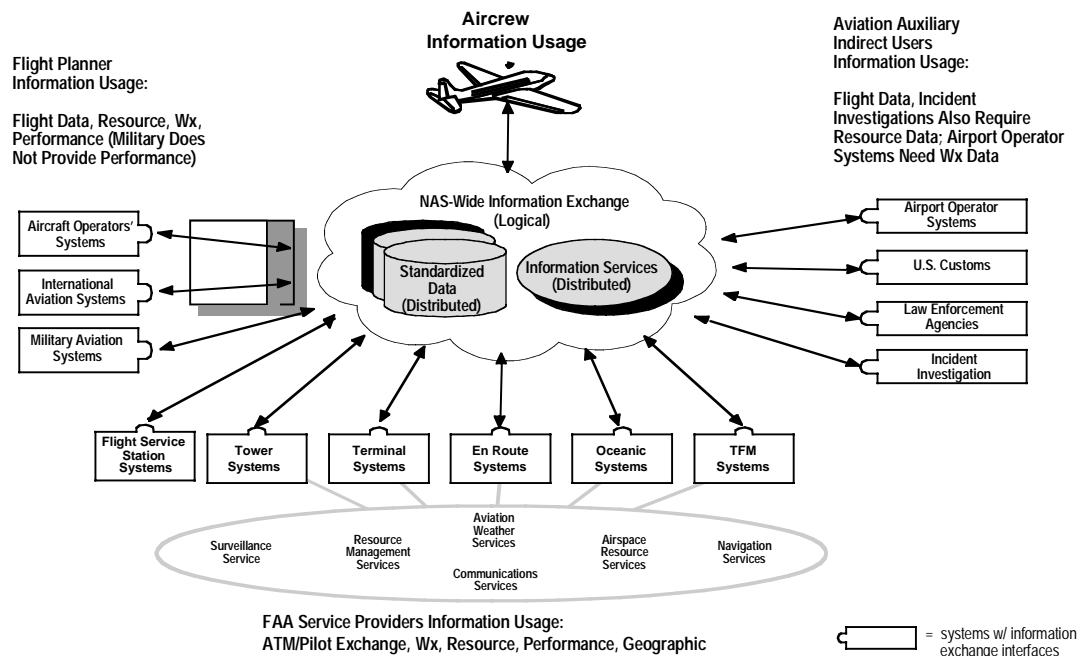 Aircrew
Information Usage
Flight Planner
Information Usage:
Flight Data, Resource, Wx,
Performance (Military Does
Not Provide Performance)
Aviation Auxiliary
Indirect Users
Information Usage:
Flight Data, Incident
Investigations Also Require
Resource Data; Airport Operator
Systems Need Wx Data
NAS-Wide Information Exchange
(Logical)
Standardized
Data
(Distributed)
Information Services
(Distributed)
Aircraft Operators'
Systems
International
Aviation Systems
Military Aviation
Systems
Airport Operator
Systems
U.S. Customs
Law Enforcement
Agencies
Incident
Investigation
Flight Service
Station
Systems
Tower
Systems
Terminal
Systems
En Route
Systems
Oceanic
Systems
TFM
Systems
Surveillance
Service
Resource
Management
Services
Aviation
Weather
Services
Communications
Services
Airspace
Resource
Services
Navigation
Services
FAA Service Providers Information Usage:
ATM/Pilot Exchange, Wx, Resource, Performance, Geographic
= systems w/ information
exchange interfaces